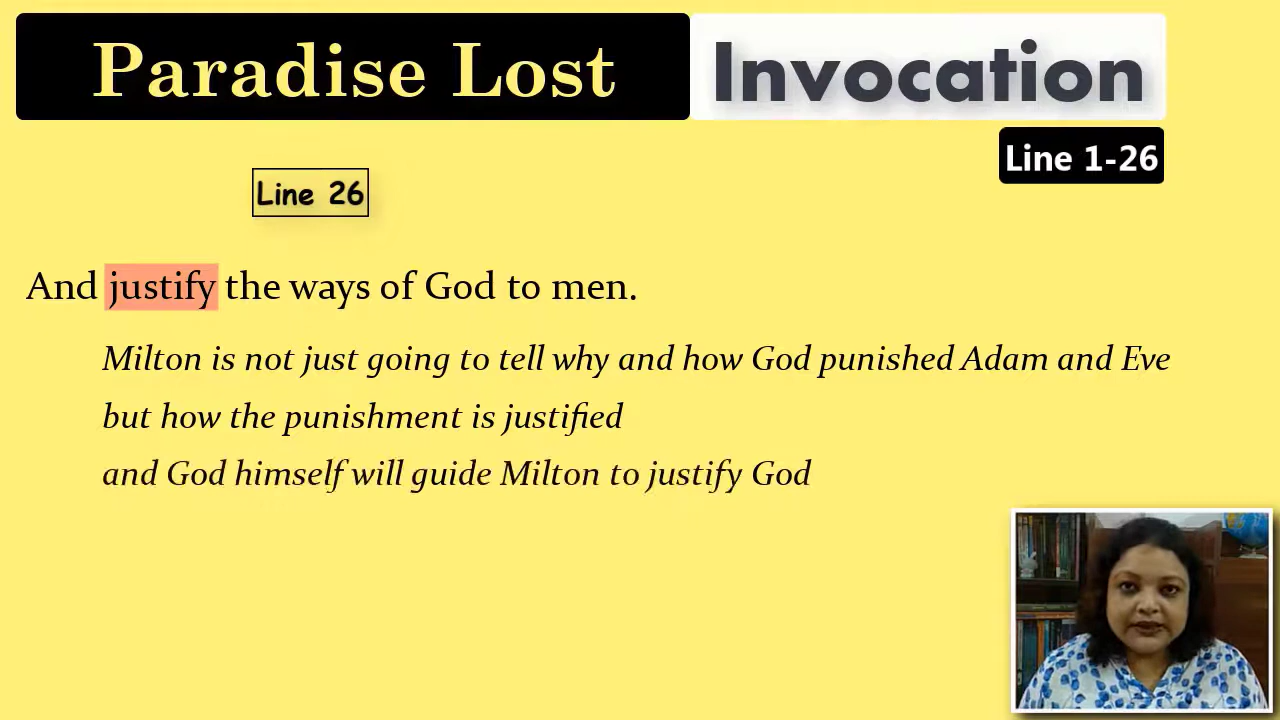 Paradise Lost Invocation
Line 1-26
Line 26
And justify the ways of God to men.
Milton is not just going to tell why and how God punished Adam and Eve
but how the punishment is justified
and God himself will guide Milton to justify God